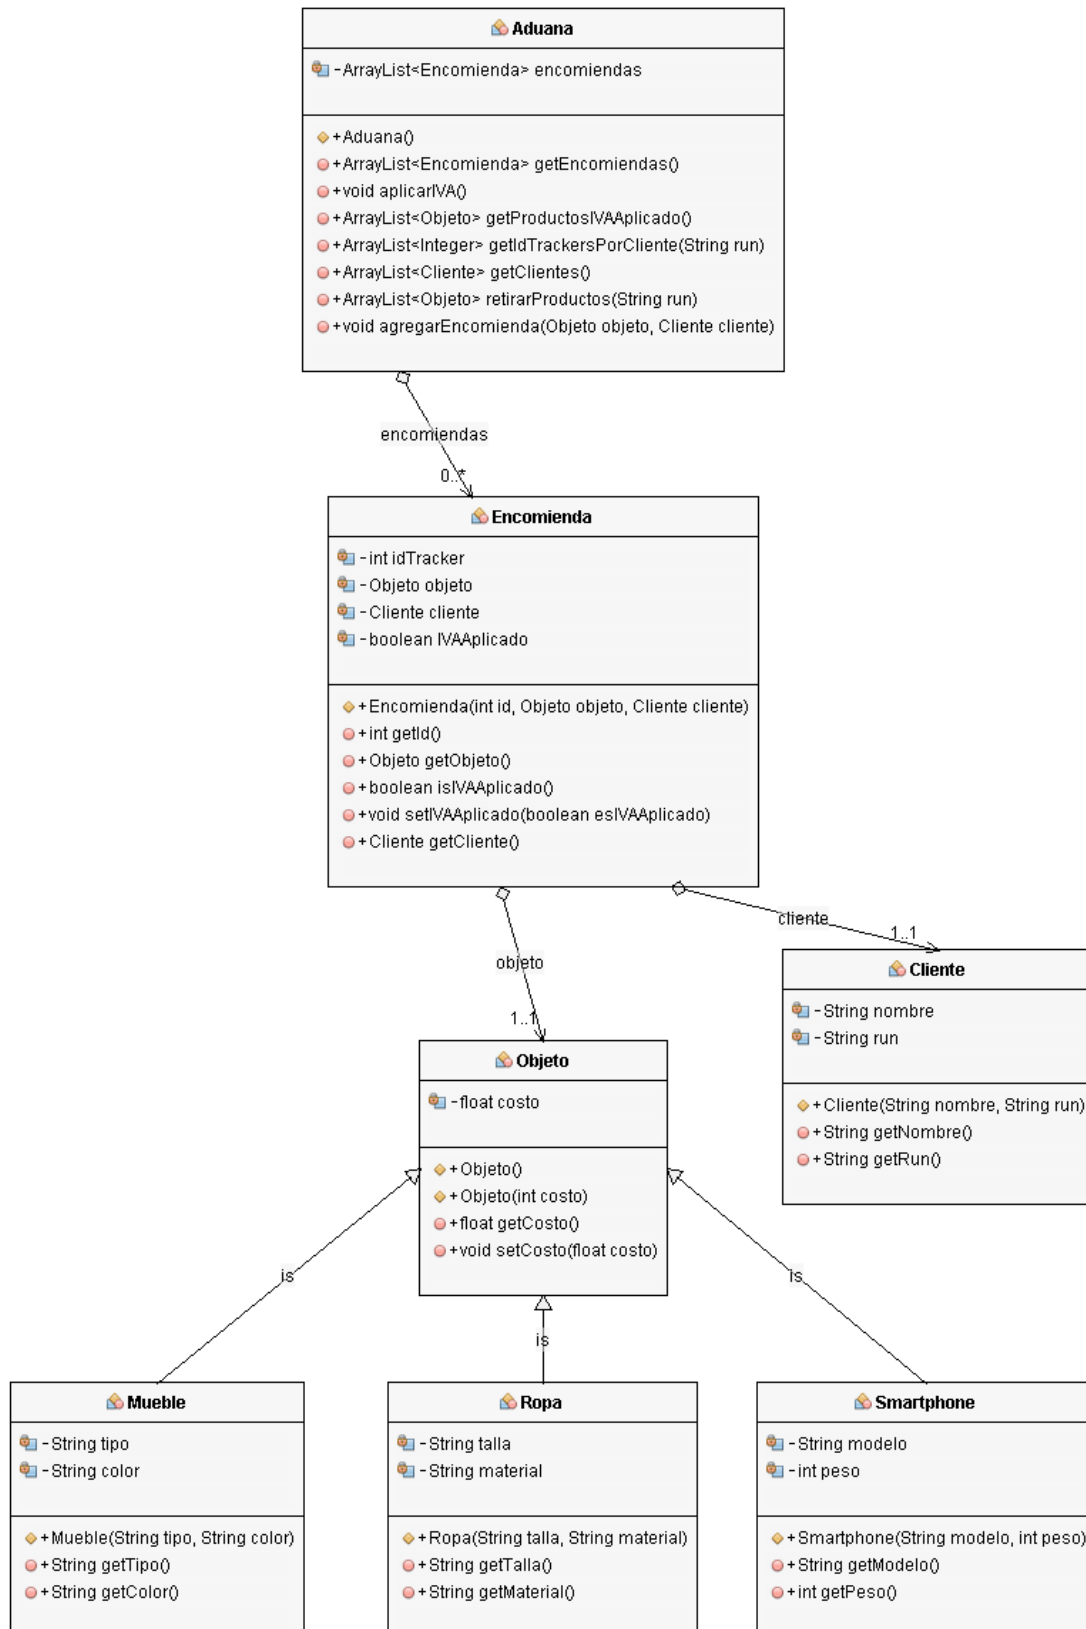 Aduana
-ArrayList<Encomienda> encomiendas
+Aduana()
+ArrayList<Encomienda> getEncomiendas()
+void aplicarIVA()
+ArrayList<Objeto> getProductosIVAAplicado()
+ArrayList<Integer> getIdTrackersPorCliente(String run)
+ArrayList<Cliente> getClientes()
+ArrayList<Objeto> retirarProductos(String run)
+void agregarEncomienda(Objeto objeto, Cliente cliente)
encomiendas
0..*
Encomienda
-int idTracker
-Objeto objeto
-Cliente cliente
-boolean IVAAplicado
+Encomienda(int id, Objeto objeto, Cliente cliente)
+int getId()
+Objeto getObjeto()
+boolean isIVAAplicado()
+void setIVAAplicado(boolean esIVAAplicado)
+Cliente getCliente()
cliente
1..1
objeto
1..1
Cliente
-String nombre
-String run
+Cliente(String nombre, String run)
+String getNombre()
+String getRun()
Objeto
-float costo
+Objeto()
+Objeto(int costo)
+float getCosto()
+void setCosto(float costo)
is
is
is
Mueble
-String tipo
-String color
+Mueble(String tipo, String color)
+String getTipo()
+String getColor()
Ropa
-String talla
-String material
+Ropa(String talla, String material)
+String getTalla()
+String getMaterial()
Smartphone
-String modelo
-int peso
+Smartphone(String modelo, int peso)
+String getModelo()
+int getPeso()